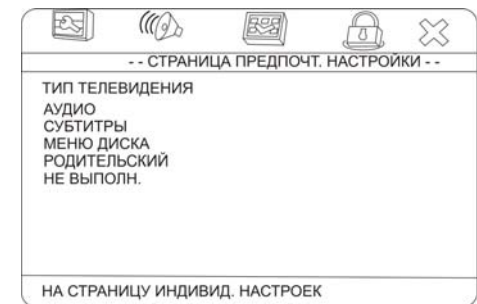 - - СТРАНИЦА ПРЕДПОЧТ. НАСТРОЙКИ - -
ТИП ТЕЛЕВИДЕНИЯ
АУДИО
СУБТИТРЫ
МЕНЮ ДИСКА
РОДИТЕЛЬСКИЙ
НЕ ВЫПОЛН.
НА СТРАНИЦУ ИНДИВИД. НАСТРОЕК